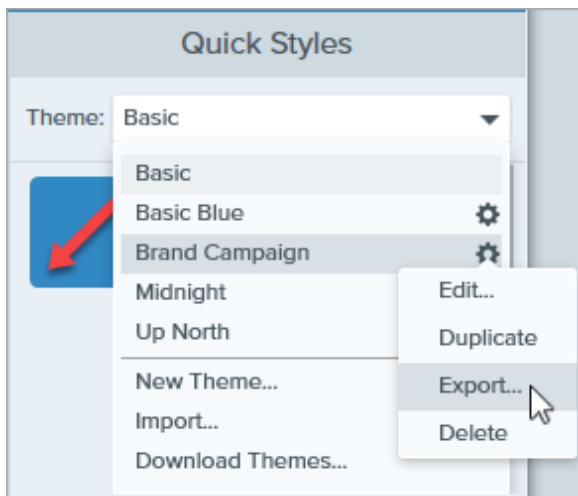 Quick Styles
Theme: Basic
Basic
Basic Blue
Brand Campaign
Midnight
Up North
New Theme...
Import...
Download Themes...
Edit...
Duplicate
Export...
Delete